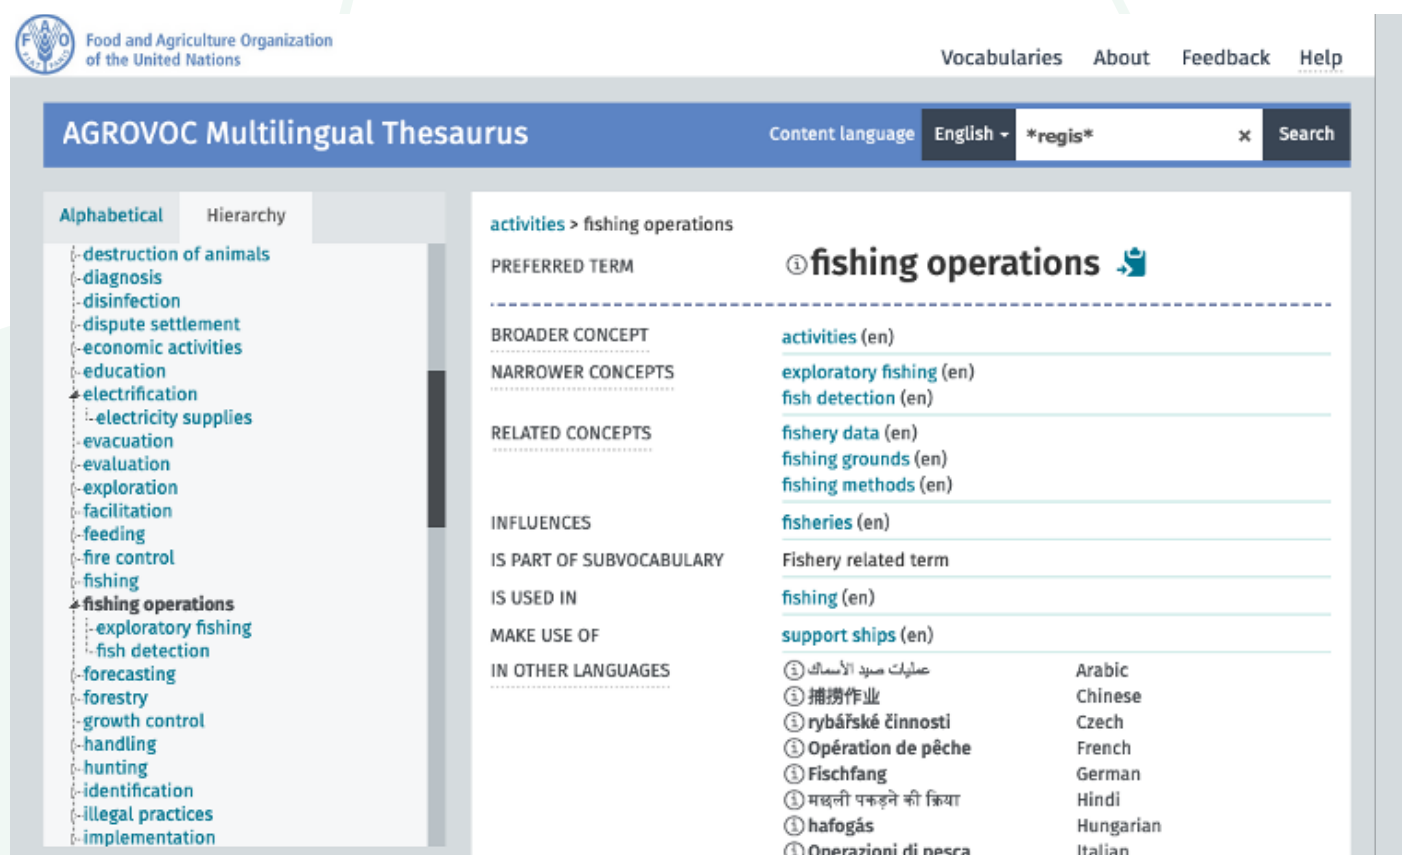 Food and Agriculture Organization
of the United Nations
Vocabularies About Feedback Help
AGROVOC Multilingual Thesaurus
Content language English *regis* × Search
Alphabetical Hierarchy
destruction of animals
diagnosis
disinfection
dispute settlement
economic activities
education
electrification
electricity supplies
evacuation
evaluation
exploration
facilitation
feeding
fire control
fishing
fishing operations
exploratory fishing
fish detection
forecasting
forestry
growth control
handling
hunting
identification
illegal practices
implementation
activities > fishing operations
PREFERRED TERM fishing operations
BROADER CONCEPT activities (en)
NARROWER CONCEPTS exploratory fishing (en)
fish detection (en)
RELATED CONCEPTS fishery data (en)
fishing grounds (en)
fishing methods (en)
INFLUENCES fisheries (en)
IS PART OF SUBVOCABULARY Fishery related term
IS USED IN fishing (en)
MAKE USE OF support ships (en)
IN OTHER LANGUAGES عمليات صيد الأسماك Arabic
捕捞作业 Chinese
rybářské činnosti Czech
Opération de pêche French
Fischfang German
मछली पकड़ने की क्रिया Hindi
hafogás Hungarian
Operazioni di pesca Italian